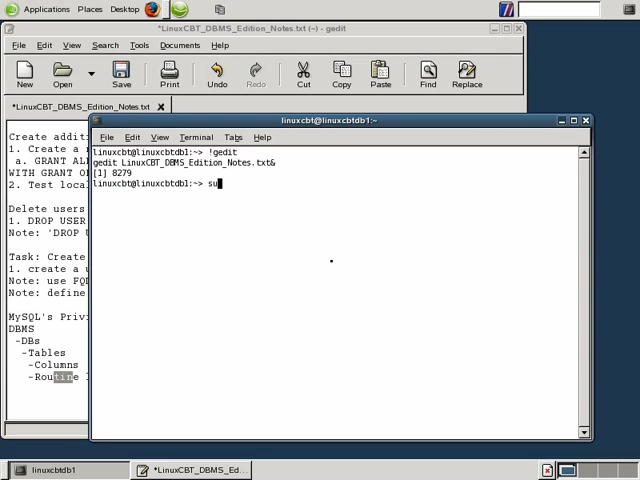 Applications Places Desktop
*LinuxCBT_DBMS_Edition_Notes.txt (~) - gedit
File Edit View Search Tools Documents Help
New Open Save Print Undo Redo Cut Copy Paste Find Replace
*LinuxCBT_DBMS_Edition_Notes.txt
Create addit
1. Create a
a. GRANT AL
WITH GRANT O
2. Test loca
Delete users
1. DROP USER
Note: 'DROP
Task: Create
1. create a u
Note: use FQD
Note: define
MySQL's Privi
DBMS
-DBs
-Tables
-Columns
-Routine
linuxcbt@linuxcbtdb1:~
File Edit View Terminal Tabs Help
linuxcbt@linuxcbtdb1:~> !gedit
gedit LinuxCBT_DBMS_Edition_Notes.txt&
[1] 8279
linuxcbt@linuxcbtdb1:~> su
linuxcbtdb1
*LinuxCBT_DBMS_Ed...